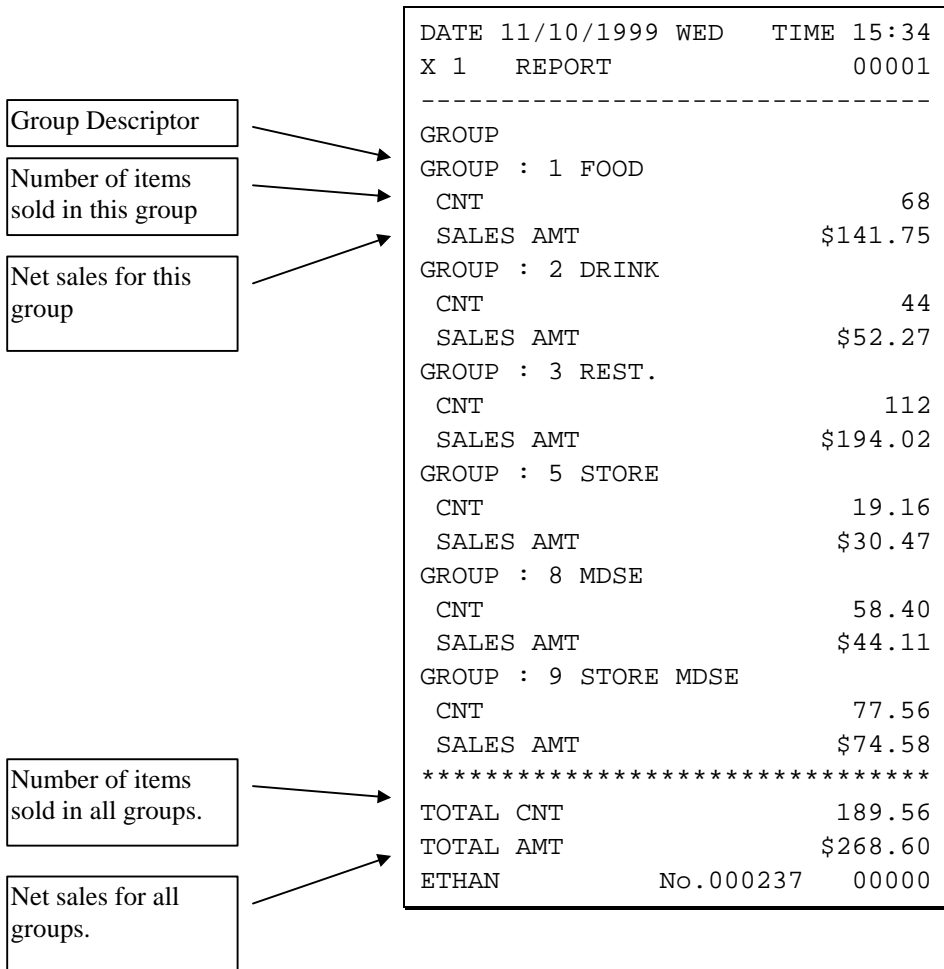 DATE 11/10/1999 WED TIME 15:34
X 1 REPORT 00001
--------------------------------
GROUP
GROUP : 1 FOOD
CNT 68
SALES AMT $141.75
GROUP : 2 DRINK
CNT 44
SALES AMT $52.27
GROUP : 3 REST.
CNT 112
SALES AMT $194.02
GROUP : 5 STORE
CNT 19.16
SALES AMT $30.47
GROUP : 8 MDSE
CNT 58.40
SALES AMT $44.11
GROUP : 9 STORE MDSE
CNT 77.56
SALES AMT $74.58
********************************
TOTAL CNT 189.56
TOTAL AMT $268.60
ETHAN No.000237 00000
Group Descriptor
Number of items
sold in this group
Net sales for this
group
Number of items
sold in all groups.
Net sales for all
groups.